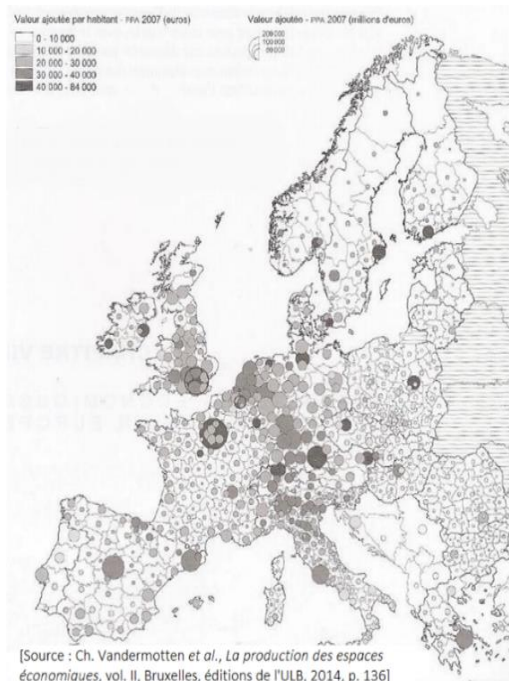 Valeur ajoutée par habitant - PPA 2007 (euros)
0 - 10 000
10 000 - 20 000
20 000 - 30 000
30 000 - 40 000
40 000 - 84 000
Valeur ajoutée - PPA 2007 (millions d'euros)
200 000
100 000
[Source : Ch. Vandermotten et al., La production des espaces
économiques, vol. II, Bruxelles, éditions de l'ULB, 2014, p. 136]